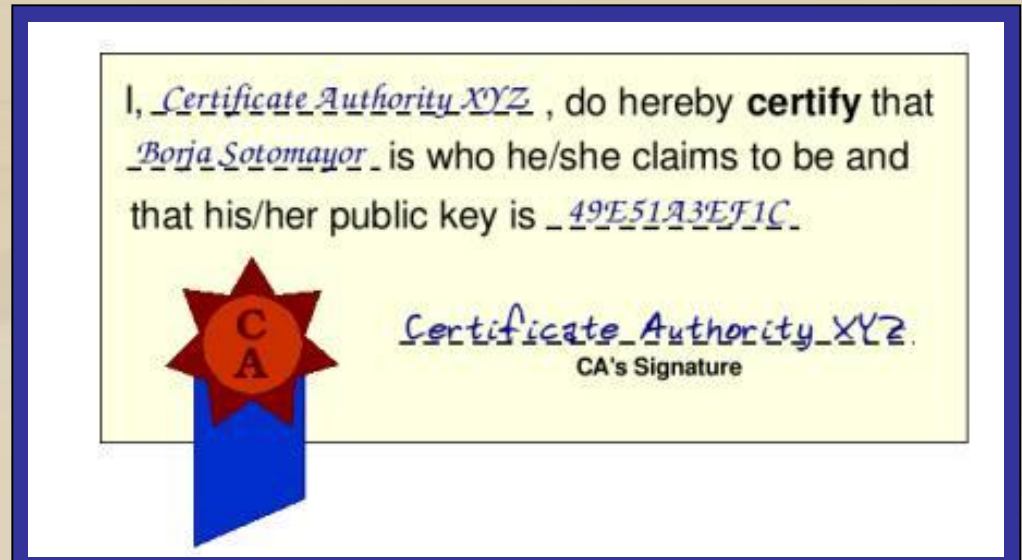 I, Certificate Authority XYZ , do hereby certify that
Borja Sotomayor is who he/she claims to be and
that his/her public key is 49E51A3EF1C
C
A
Certificate Authority XYZ
CA's Signature